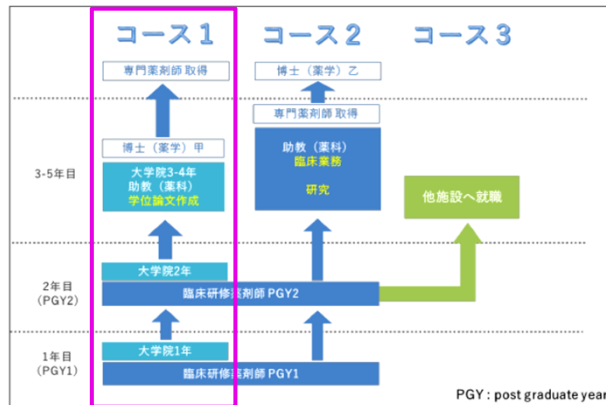 コース1
コース2
コース3
専門薬剤師 取得
博士（薬学）乙
専門薬剤師 取得
3-5年目
博士（薬学）甲
大学院3-4年
助教（薬科）
学位論文作成
助教（薬科）
臨床業務
研究
他施設へ就職
2年目
(PGY2)
大学院2年
臨床研修薬剤師 PGY2
1年目
(PGY1)
大学院1年
臨床研修薬剤師 PGY1
PGY : post graduate year